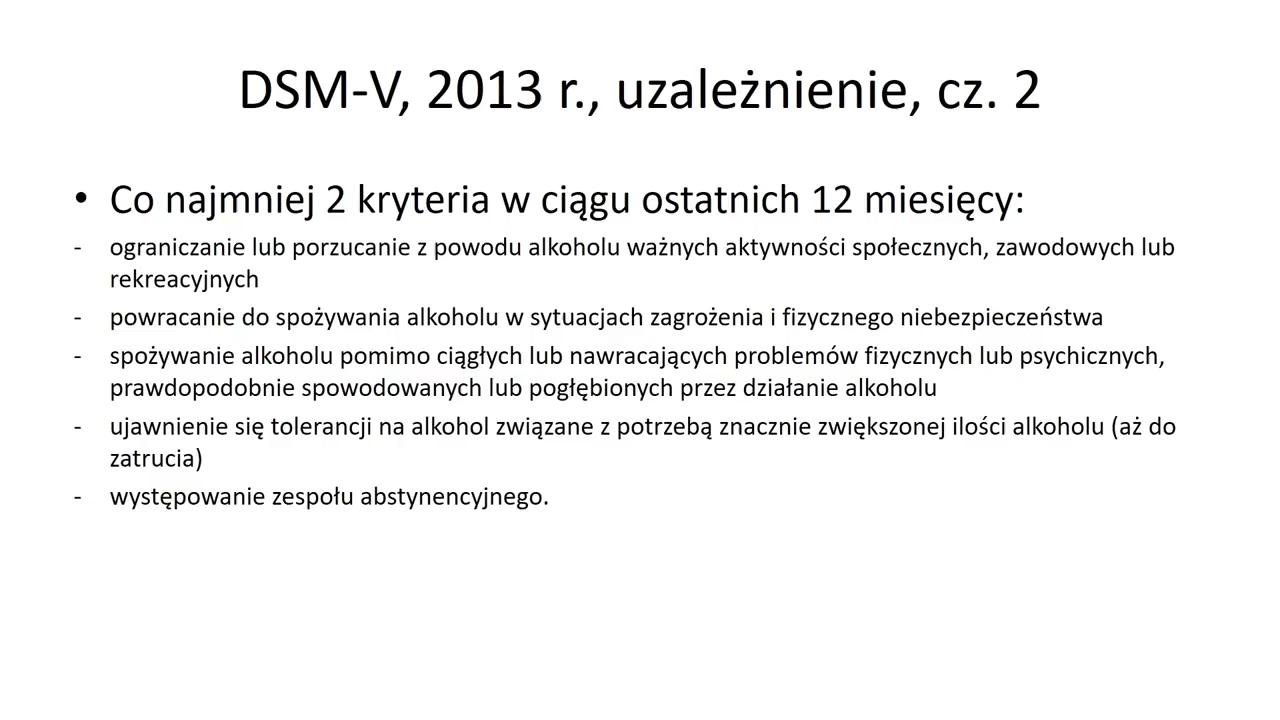 DSM-V, 2013 r., uzależnienie, cz. 2
• Co najmniej 2 kryteria w ciągu ostatnich 12 miesięcy:
- ograniczanie lub porzucanie z powodu alkoholu ważnych aktywności społecznych, zawodowych lub
rekreacyjnych
- powracanie do spożywania alkoholu w sytuacjach zagrożenia i fizycznego niebezpieczeństwa
- spożywanie alkoholu pomimo ciągłych lub nawracających problemów fizycznych lub psychicznych,
prawdopodobnie spowodowanych lub pogłębionych przez działanie alkoholu
- ujawnienie się tolerancji na alkohol związane z potrzebą znacznie zwiększonej ilości alkoholu (aż do
zatrucia)
- występowanie zespołu abstynencyjnego.